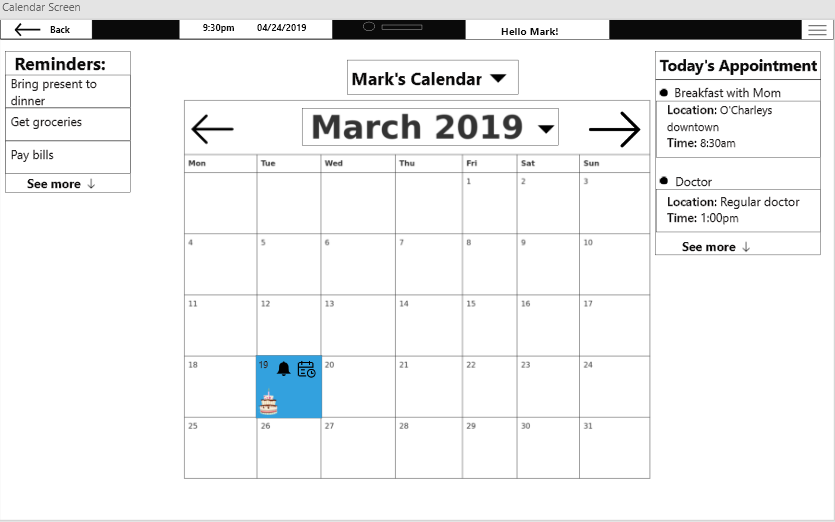 Calendar Screen
Back
9:30pm 04/24/2019
Hello Mark!
Reminders:
Bring present to
dinner
Get groceries
Pay bills
See more ↓
Mark's Calendar
March 2019
Mon Tue Wed Thu Fri Sat Sun
1 2 3
4 5 6 7 8 9 10
11 12 13 14 15 16 17
18 19 20 21 22 23 24
25 26 27 28 29 30 31
Today's Appointment
Breakfast with Mom
Location: O'Charleys
downtown
Time: 8:30am
Doctor
Location: Regular doctor
Time: 1:00pm
See more ↓